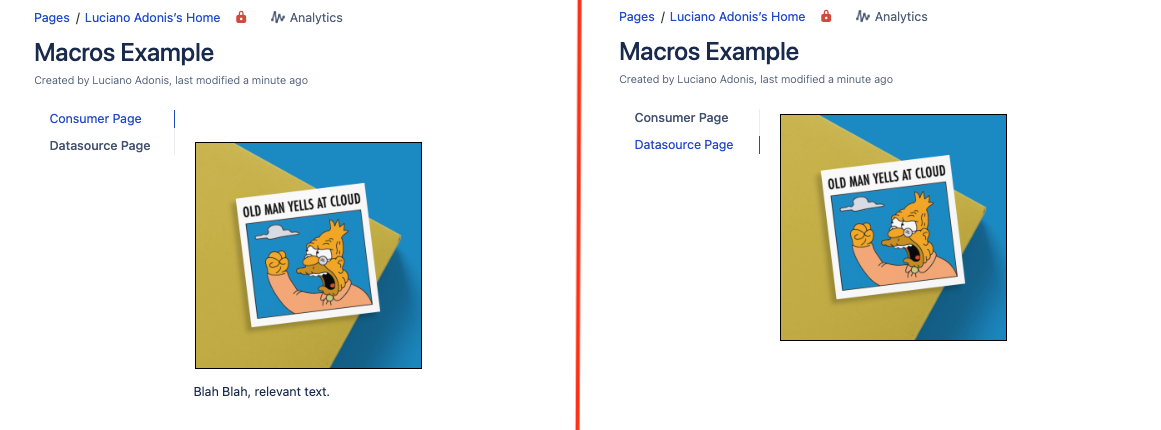 Pages / Luciano Adonis's Home Analytics
Macros Example
Created by Luciano Adonis, last modified a minute ago
Consumer Page
Datasource Page
OLD MAN YELLS AT CLOUD
Blah Blah, relevant text.
Pages / Luciano Adonis's Home Analytics
Macros Example
Created by Luciano Adonis, last modified a minute ago
Consumer Page
Datasource Page
OLD MAN YELLS AT CLOUD